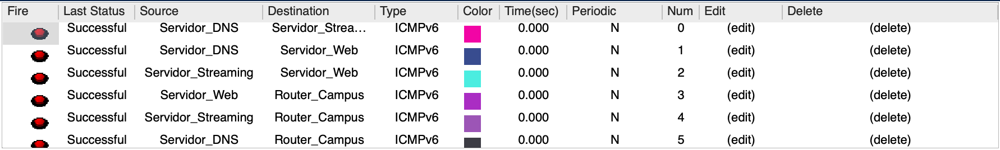 Fire Last Status Source Destination Type Color Time(sec) Periodic Num Edit Delete
Successful Servidor_DNS Servidor_Strea... ICMPv6 0.000 N 0 (edit) (delete)
Successful Servidor_DNS Servidor_Web ICMPv6 0.000 N 1 (edit) (delete)
Successful Servidor_Streaming Servidor_Web ICMPv6 0.000 N 2 (edit) (delete)
Successful Servidor_Web Router_Campus ICMPv6 0.000 N 3 (edit) (delete)
Successful Servidor_Streaming Router_Campus ICMPv6 0.000 N 4 (edit) (delete)
Successful Servidor_DNS Router_Campus ICMPv6 0.000 N 5 (edit) (delete)